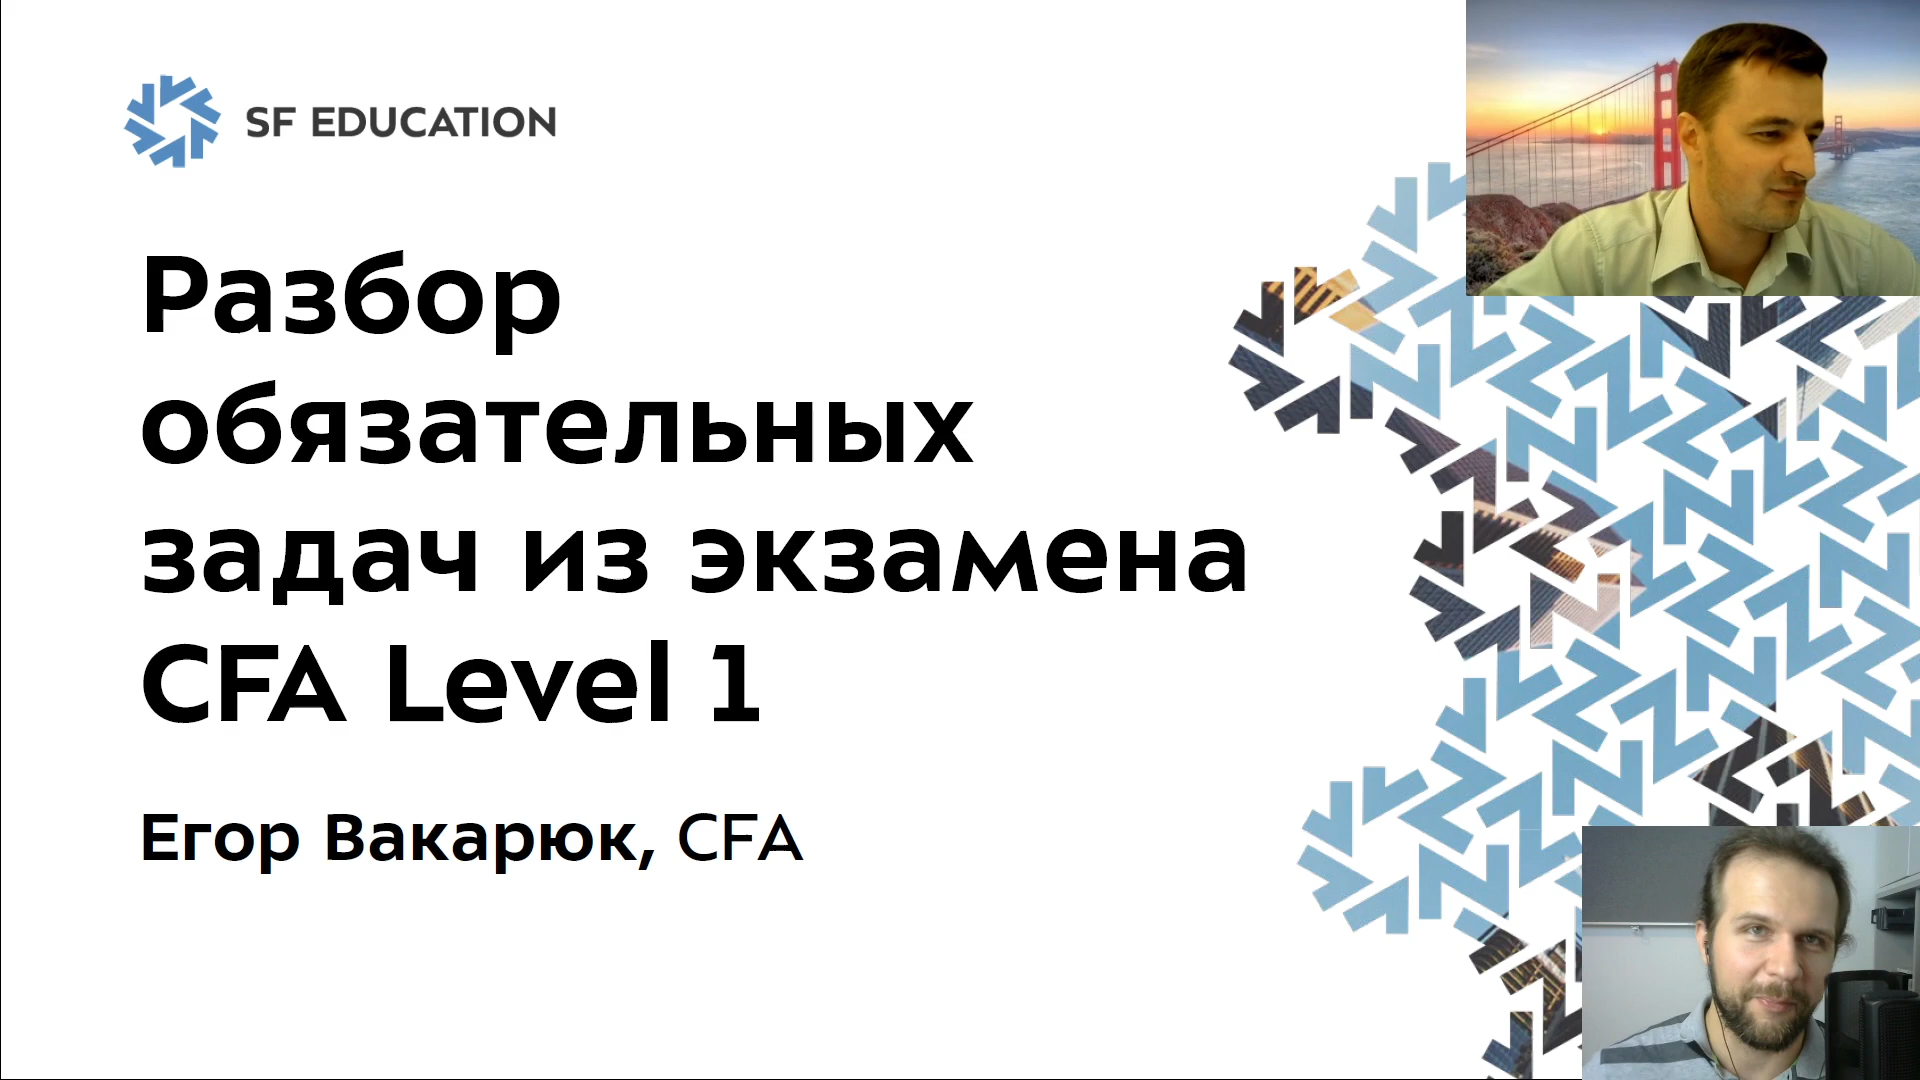 SF EDUCATION
Разбор
обязательных
задач из экзамена
CFA Level 1
Егор Вакарюк, CFA